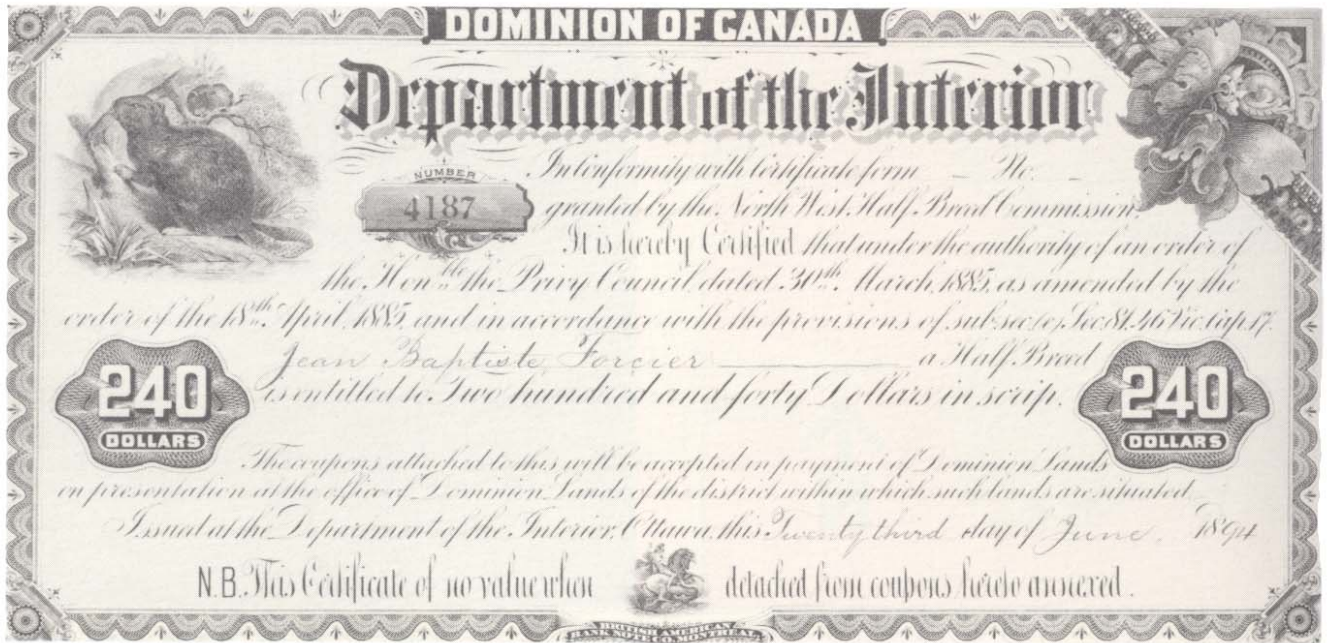 DOMINION OF CANADA
Department of the Interior
In Conformity with Certificate form — No. —
NUMBER
4187
granted by the North West Half Breed Commission,
It is hereby Certified that under the authority of an order of
the Honble the Privy Council dated 30th March, 1885, as amended by the
order of the 18th April, 1885, and in accordance with the provisions of sub-sec (e) Sec 81, 46 Vic, Cap. 17.
Jean Baptiste Forcier a Half Breed
is entitled to Two hundred and forty Dollars in scrip.
240
DOLLARS
240
DOLLARS
The coupons attached to this will be accepted in payment of Dominion Lands
on presentation at the office of Dominion Lands of the district within which such lands are situated.
Issued at the Department of the Interior, Ottawa, this Twenty third day of June, 1894
N.B. This Certificate of no value when detached from coupons hereto annexed.
BRITISH AMERICAN
BANK NOTE CO. MONTREAL